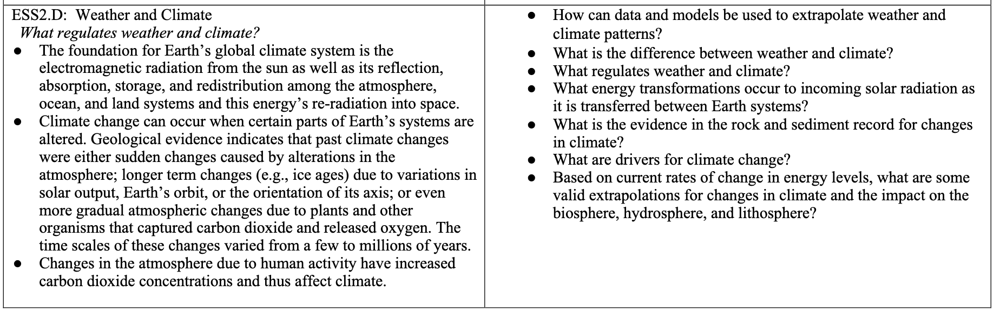 ESS2.D:  Weather and Climate
What regulates weather and climate?
● The foundation for Earth’s global climate system is the
electromagnetic radiation from the sun as well as its reflection,
absorption, storage, and redistribution among the atmosphere,
ocean, and land systems and this energy’s re-radiation into space.
● Climate change can occur when certain parts of Earth’s systems are
altered. Geological evidence indicates that past climate changes
were either sudden changes caused by alterations in the
atmosphere; longer term changes (e.g., ice ages) due to variations in
solar output, Earth’s orbit, or the orientation of its axis; or even
more gradual atmospheric changes due to plants and other
organisms that captured carbon dioxide and released oxygen. The
time scales of these changes varied from a few to millions of years.
● Changes in the atmosphere due to human activity have increased
carbon dioxide concentrations and thus affect climate.
● How can data and models be used to extrapolate weather and
climate patterns?
● What is the difference between weather and climate?
● What regulates weather and climate?
● What energy transformations occur to incoming solar radiation as
it is transferred between Earth systems?
● What is the evidence in the rock and sediment record for changes
in climate?
● What are drivers for climate change?
● Based on current rates of change in energy levels, what are some
valid extrapolations for changes in climate and the impact on the
biosphere, hydrosphere, and lithosphere?